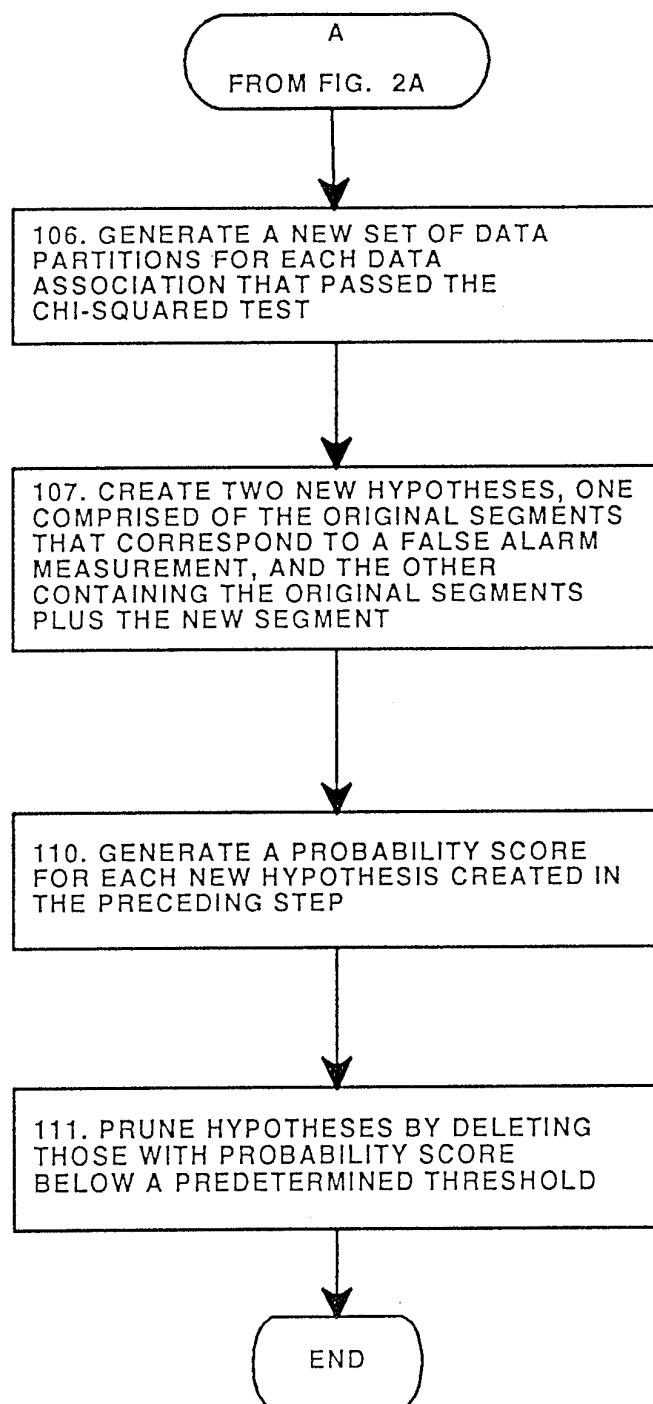 A
FROM FIG. 2A
106. GENERATE A NEW SET OF DATA
PARTITIONS FOR EACH DATA
ASSOCIATION THAT PASSED THE
CHI-SQUARED TEST
107. CREATE TWO NEW HYPOTHESES, ONE
COMPRISED OF THE ORIGINAL SEGMENTS
THAT CORRESPOND TO A FALSE ALARM
MEASUREMENT, AND THE OTHER
CONTAINING THE ORIGINAL SEGMENTS
PLUS THE NEW SEGMENT
110. GENERATE A PROBABILITY SCORE
FOR EACH NEW HYPOTHESIS CREATED IN
THE PRECEDING STEP
111. PRUNE HYPOTHESES BY DELETING
THOSE WITH PROBABILITY SCORE
BELOW A PREDETERMINED THRESHOLD
END